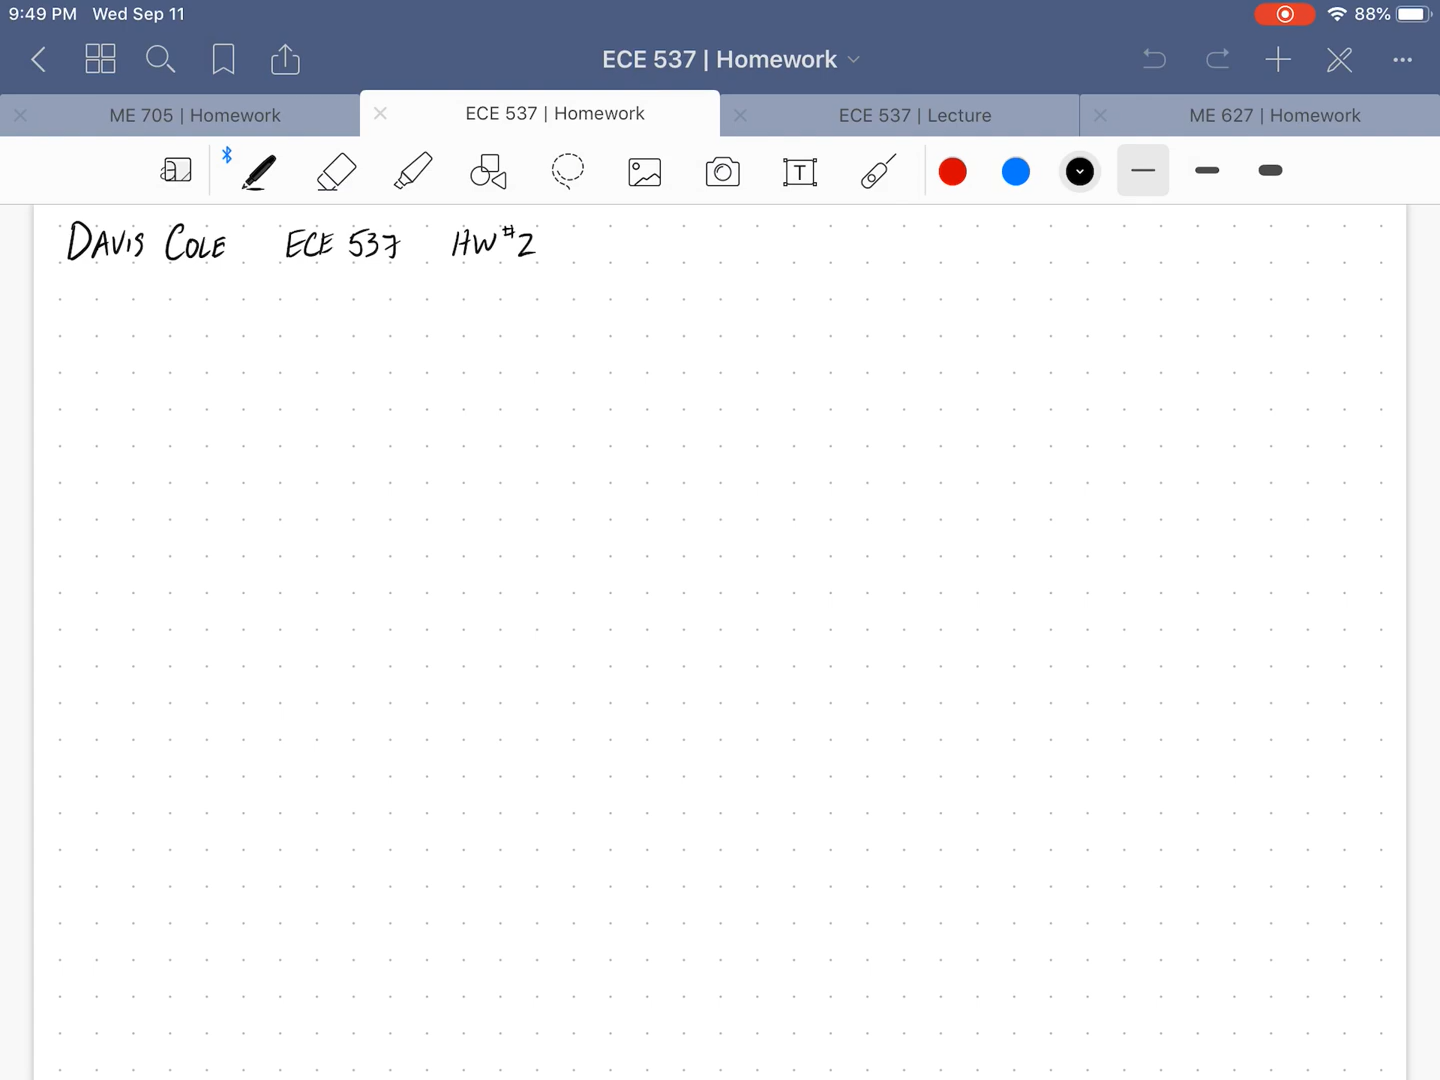 9:49 PM Wed Sep 11 88%
ECE 537 | Homework
ME 705 | Homework ECE 537 | Homework ECE 537 | Lecture ME 627 | Homework
DAVIS COLE ECE 537 HW #2